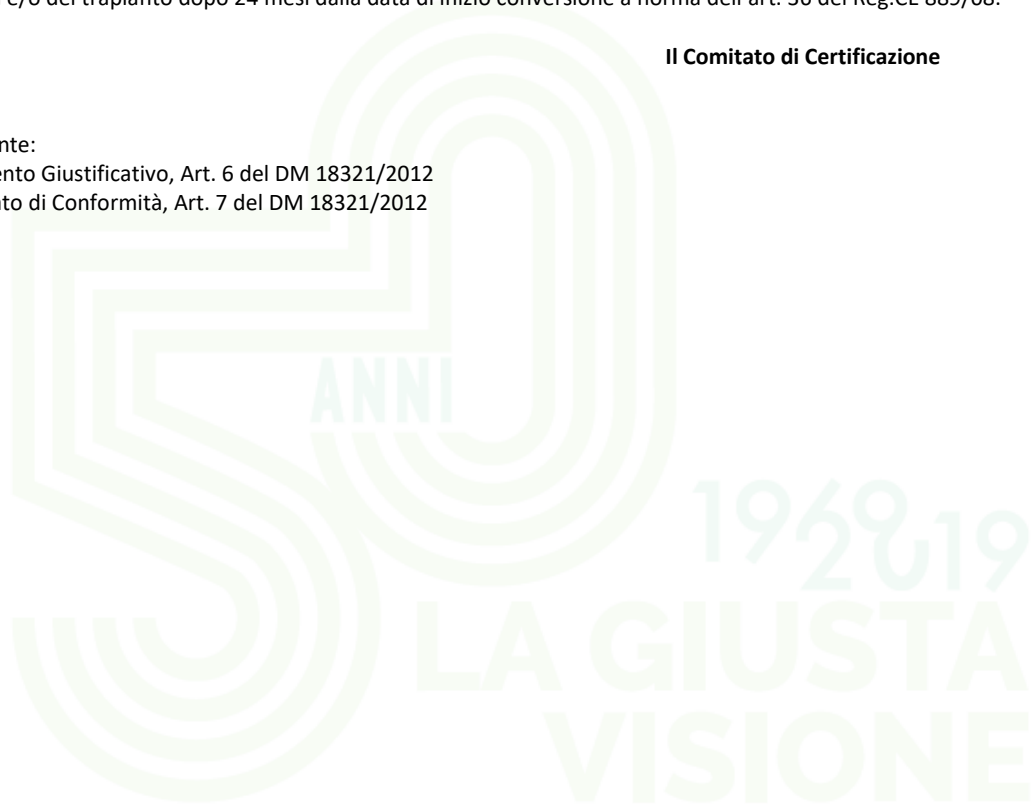 e/o del trapianto dopo 24 mesi dalla data di inizio conversione a norma dell'art. 36 del Reg.CE 889/08.
Il Comitato di Certificazione
nte:
ento Giustificativo, Art. 6 del DM 18321/2012
ato di Conformità, Art. 7 del DM 18321/2012
50
ANNI
1969 2019
LA GIUSTA
VISIONE